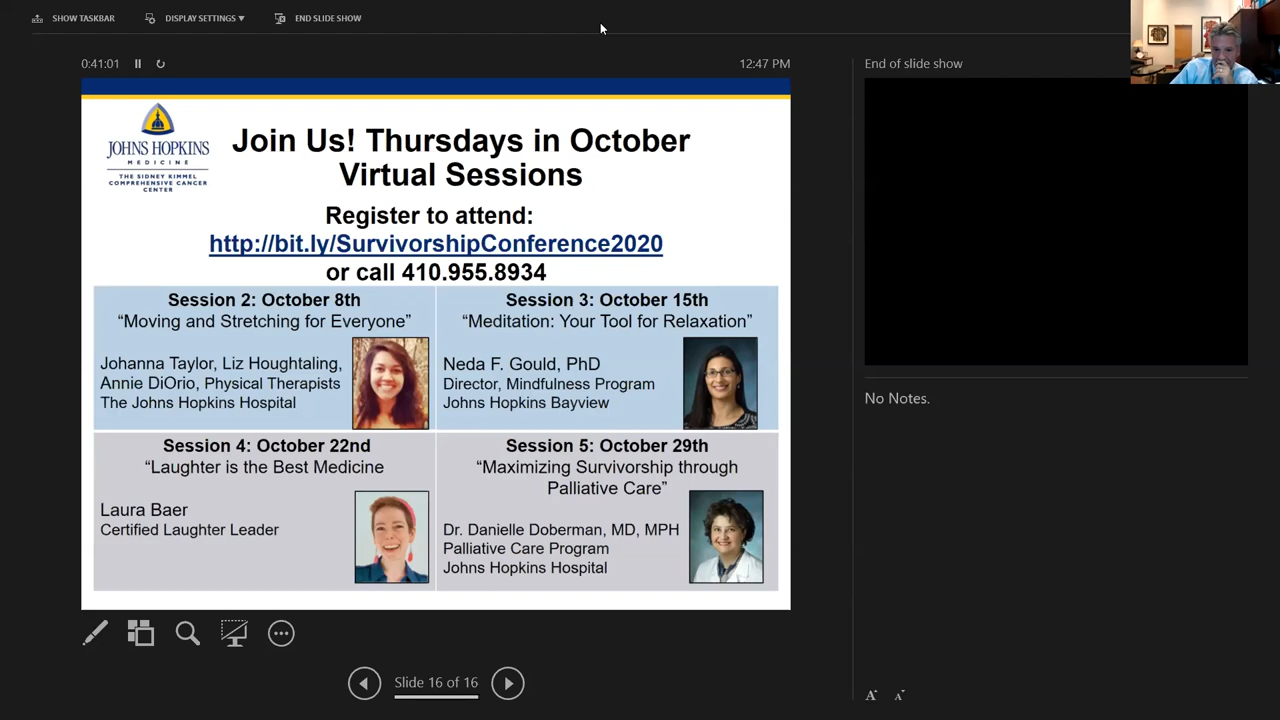 SHOW TASKBAR
DISPLAY SETTINGS ▼
END SLIDE SHOW
0:41:01
12:47 PM
End of slide show
JOHNS HOPKINS
MEDICINE
THE SIDNEY KIMMEL
COMPREHENSIVE CANCER
CENTER
Join Us! Thursdays in October
Virtual Sessions
Register to attend:
http://bit.ly/SurvivorshipConference2020
or call 410.955.8934
Session 2: October 8th
“Moving and Stretching for Everyone”
Johanna Taylor, Liz Houghtaling,
Annie DiOrio, Physical Therapists
The Johns Hopkins Hospital
Session 3: October 15th
“Meditation: Your Tool for Relaxation”
Neda F. Gould, PhD
Director, Mindfulness Program
Johns Hopkins Bayview
Session 4: October 22nd
“Laughter is the Best Medicine
Laura Baer
Certified Laughter Leader
Session 5: October 29th
“Maximizing Survivorship through
Palliative Care”
Dr. Danielle Doberman, MD, MPH
Palliative Care Program
Johns Hopkins Hospital
No Notes.
Slide 16 of 16
A A